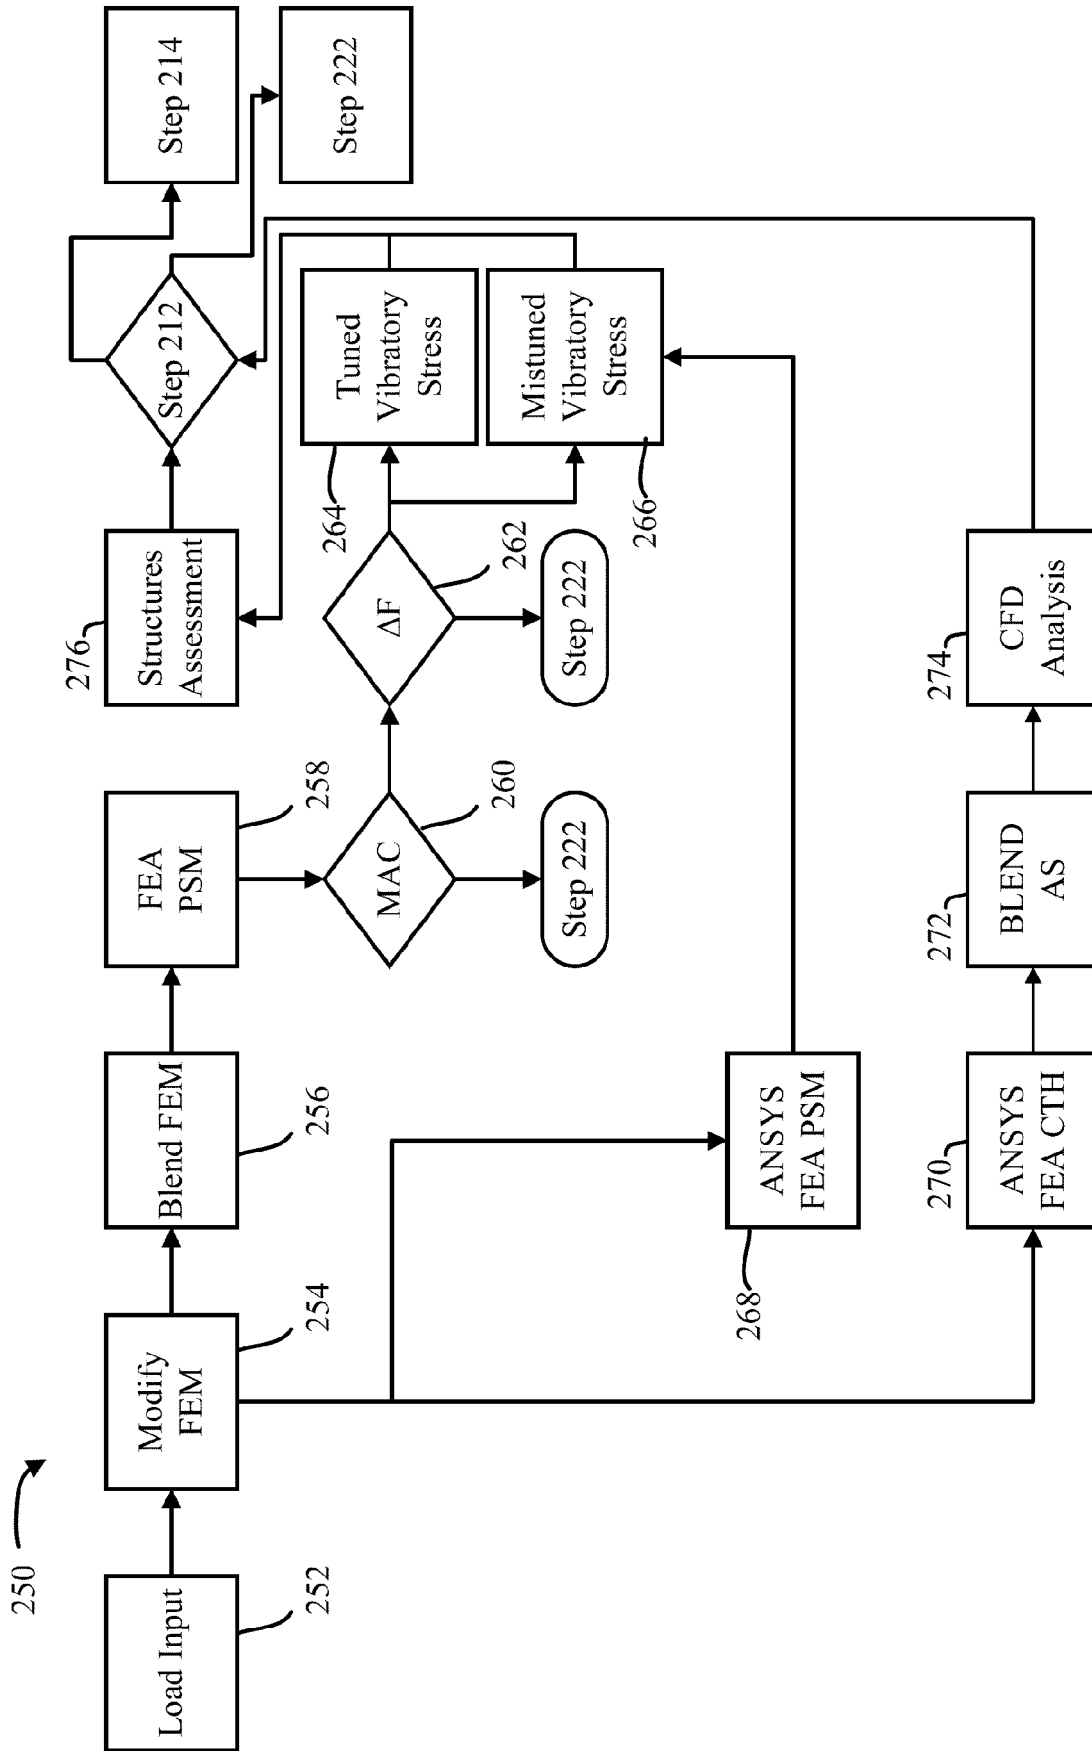 250
Load Input
252
Modify
FEM
254
Blend FEM
256
FEA
PSM
258
MAC
260
Step 222
ΔF
262
Step 222
Tuned
Vibratory
Stress
264
Mistuned
Vibratory
Stress
266
Structures
Assessment
276
Step 212
Step 214
Step 222
ANSYS
FEA PSM
268
ANSYS
FEA CTH
270
BLEND
AS
272
CFD
Analysis
274